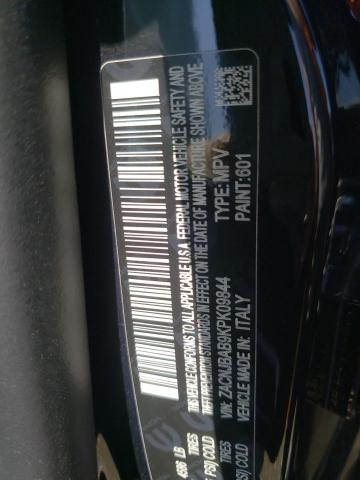 THIS VEHICLE CONFORMS TO ALL APPLICABLE U.S.A. FEDERAL MOTOR VEHICLE SAFETY AND
THEFT PREVENTION STANDARDS IN EFFECT ON THE DATE OF MANUFACTURE SHOWN ABOVE.
VIN: ZACNJBAB9KPK09844 TYPE: MPV
MADE IN: ITALY PAINT: 601
LB
TIRES
PSI) COLD
TIRES
PSI) COLD